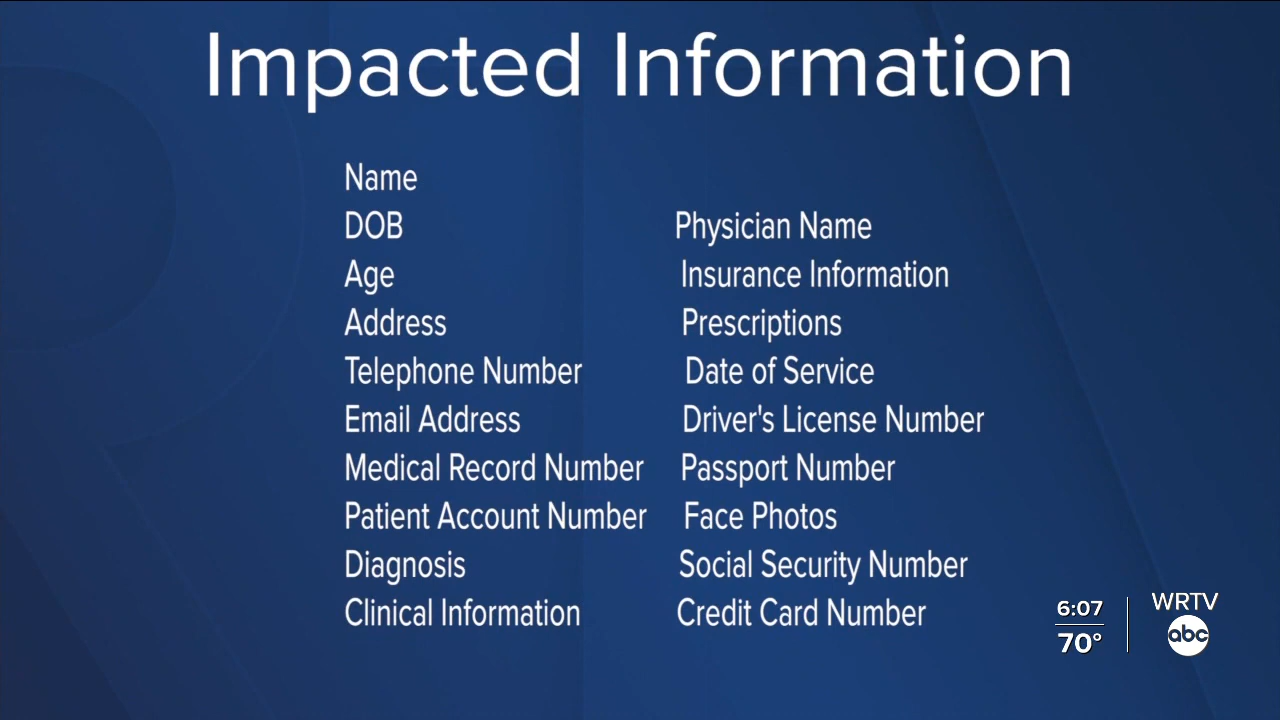 Impacted Information
Name
DOB
Age
Address
Telephone Number
Email Address
Medical Record Number
Patient Account Number
Diagnosis
Clinical Information
Physician Name
Insurance Information
Prescriptions
Date of Service
Driver's License Number
Passport Number
Face Photos
Social Security Number
Credit Card Number
6:07
70°
WRTV
abc